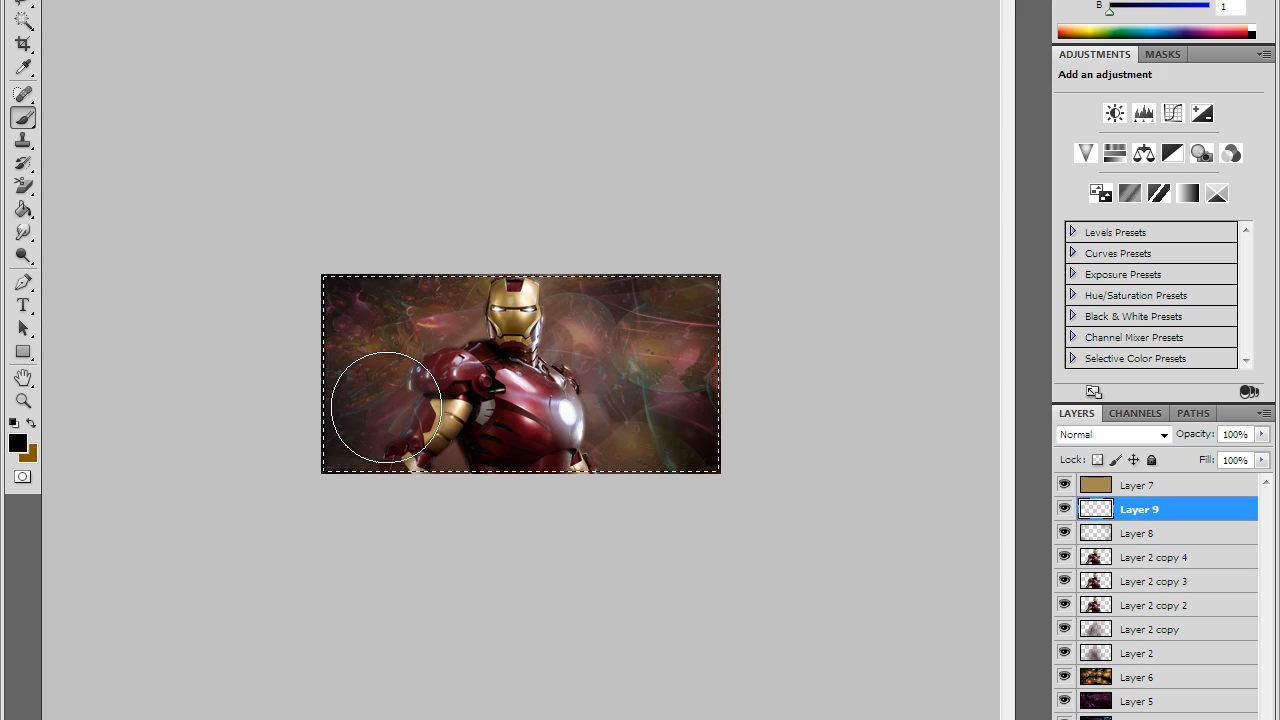 B 1
ADJUSTMENTS MASKS
Add an adjustment
Levels Presets
Curves Presets
Exposure Presets
Hue/Saturation Presets
Black & White Presets
Channel Mixer Presets
Selective Color Presets
LAYERS CHANNELS PATHS
Normal Opacity: 100%
Lock: Fill: 100%
Layer 7
Layer 9
Layer 8
Layer 2 copy 4
Layer 2 copy 3
Layer 2 copy 2
Layer 2 copy
Layer 2
Layer 6
Layer 5
T